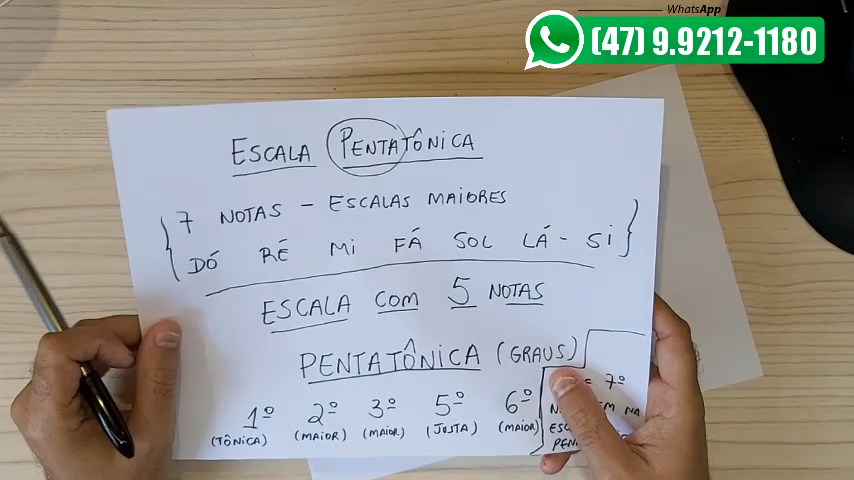 WhatsApp
(47) 9.9212-1180
ESCALA PENTATÔNICA
7 NOTAS - ESCALAS MAIORES
DÓ RÉ Mi FÁ SOL LÁ - Si
ESCALA COM 5 NOTAS
PENTATÔNICA (GRAUS)
1º 2º 3º 5º 6º
(TÔNICA) (MAIOR) (MAIOR) (JUSTA) (MAIOR)
7º
NA